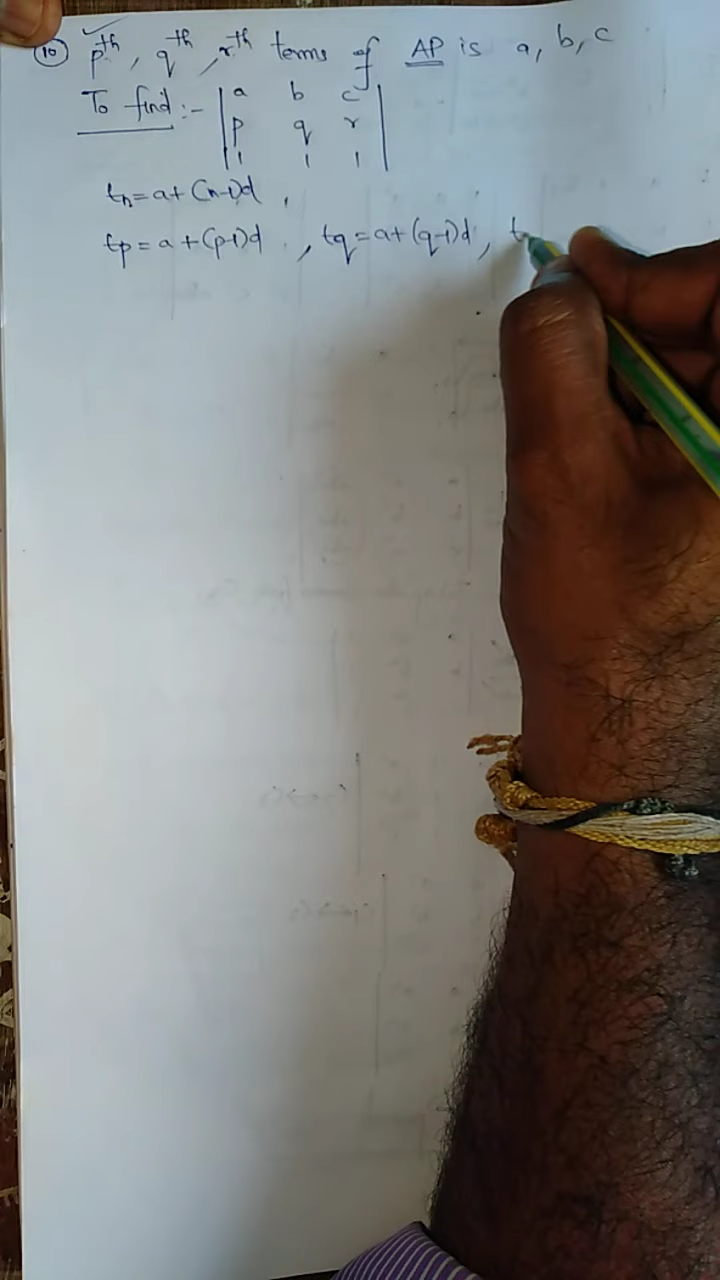 (10) pth, qth, rth terms of AP is a, b, c
To find :- | a b c |
| p q r |
| 1 1 1 |
tn = a + (n-1)d ,
tp = a + (p-1)d , tq = a + (q-1)d , t